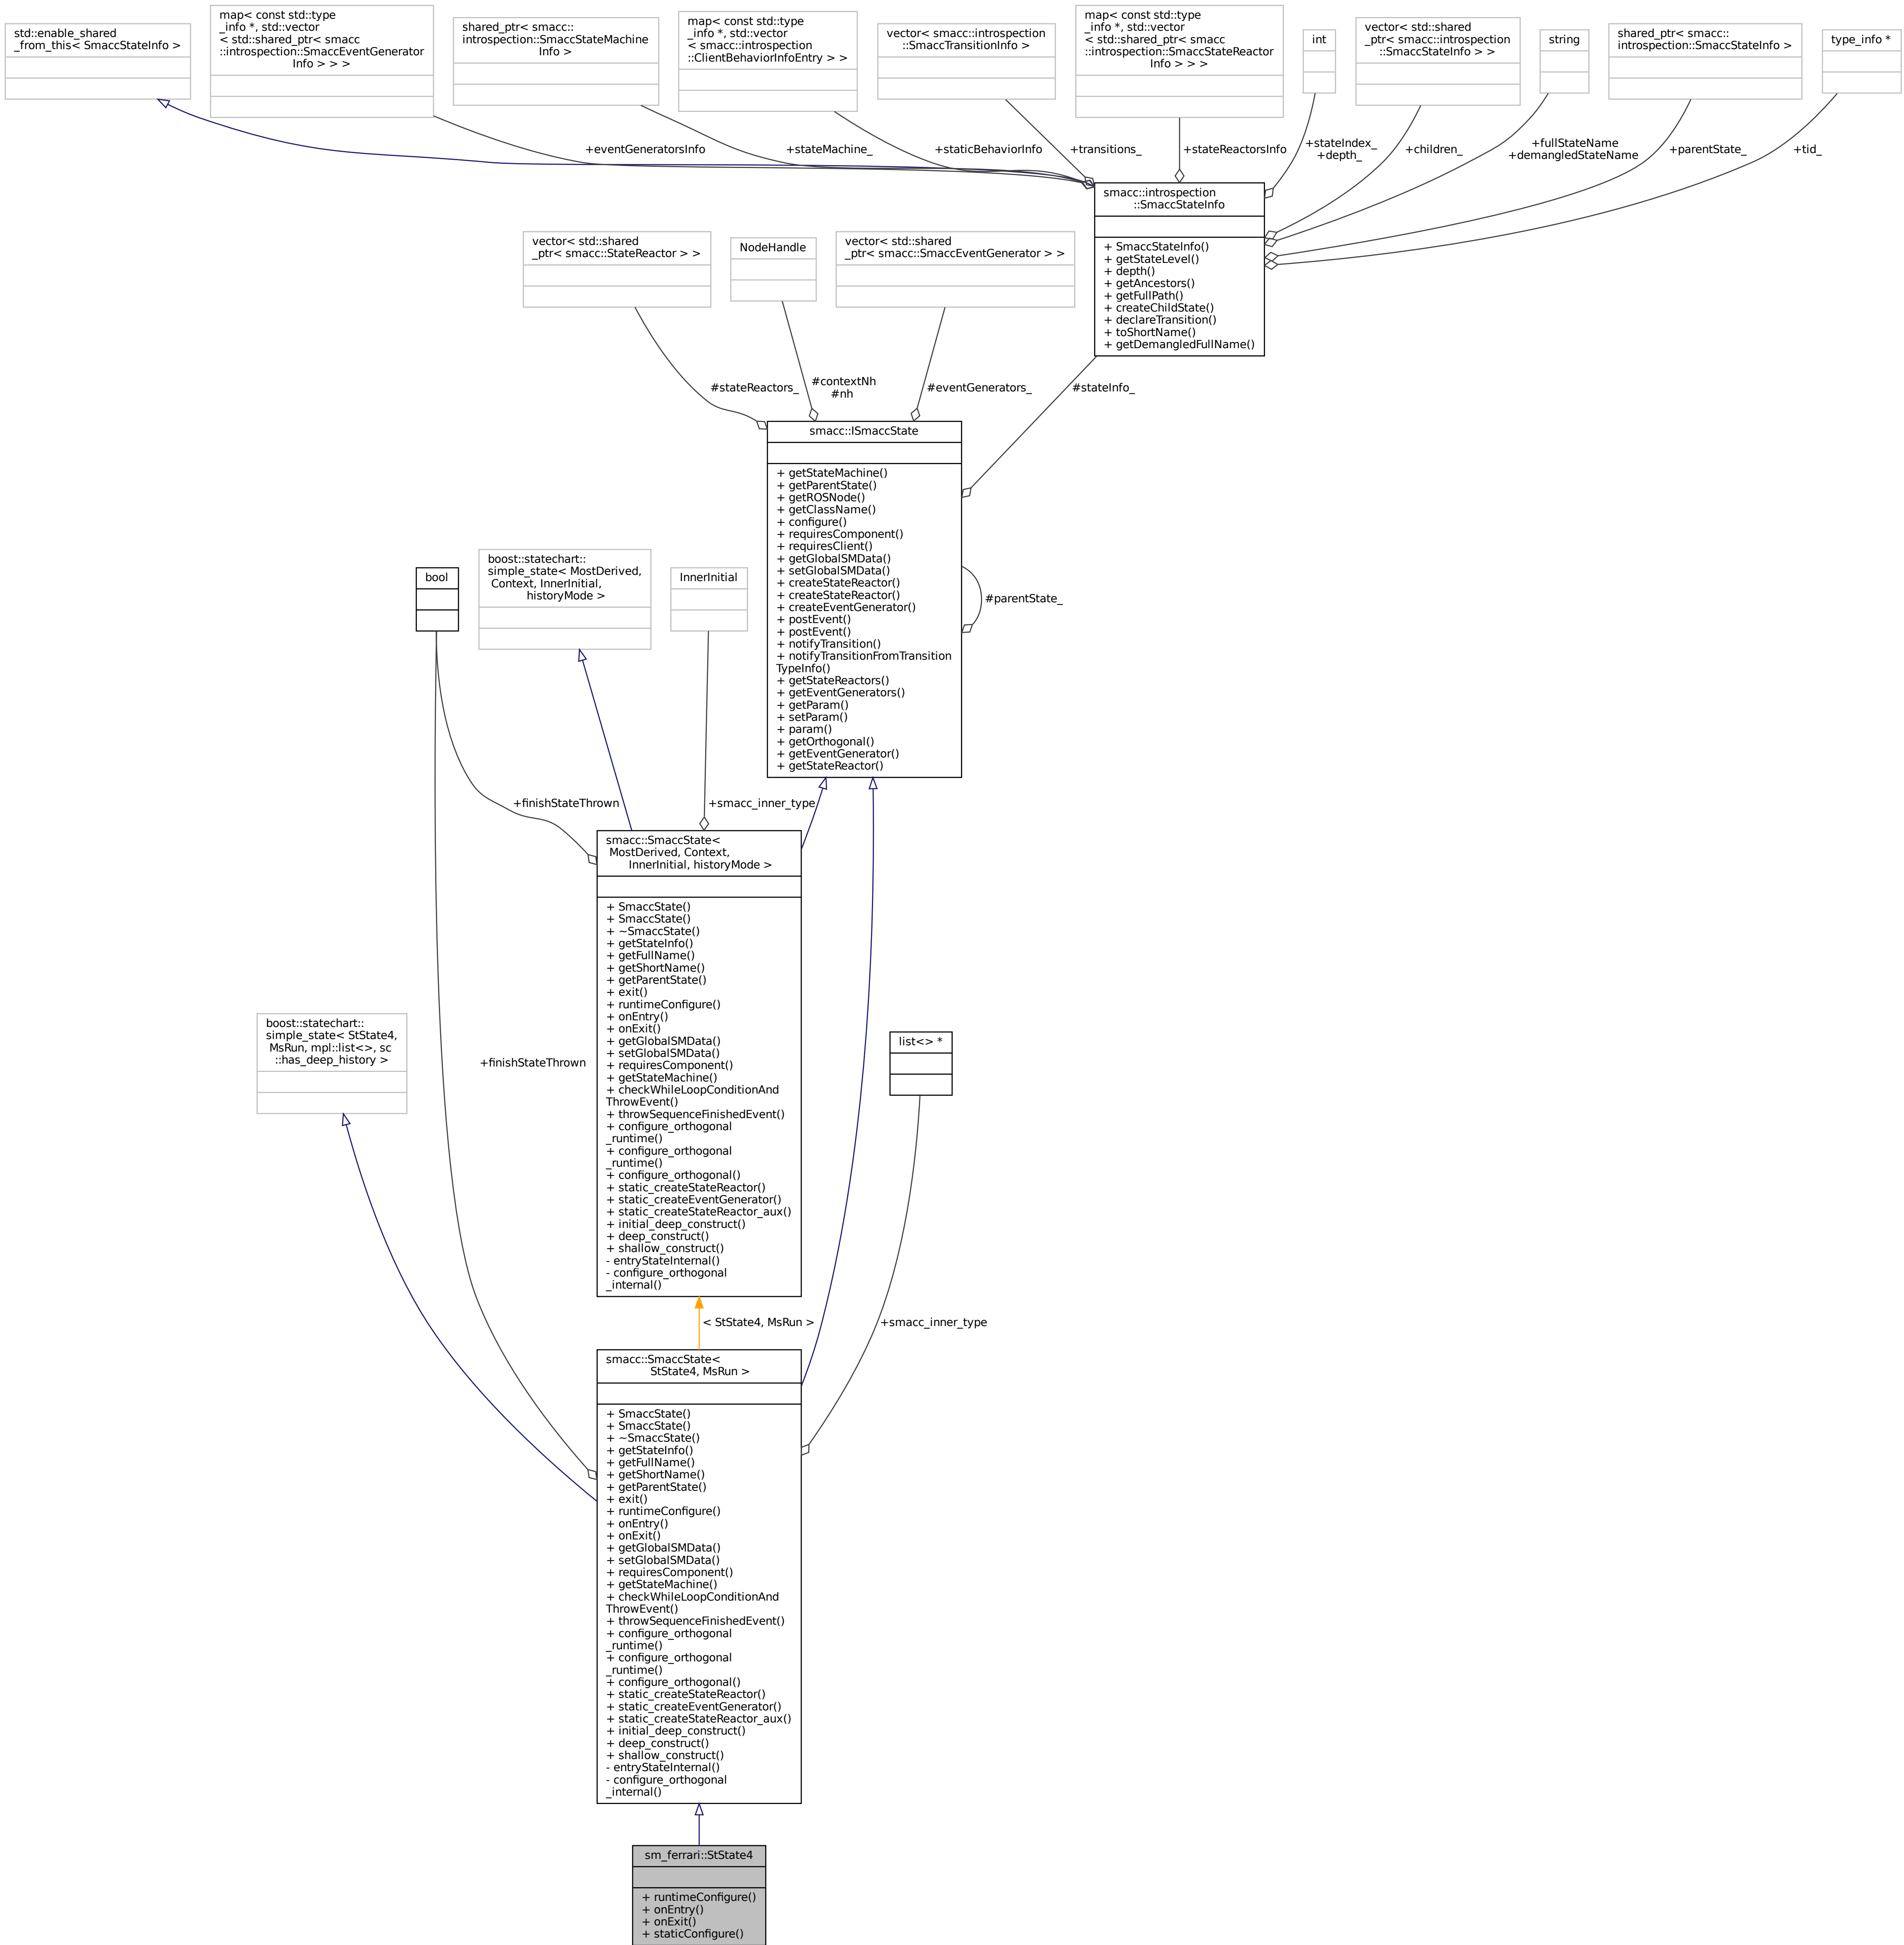 std::enable_shared
_from_this< SmaccStateInfo >
map< const std::type
_info *, std::vector
< std::shared_ptr< smacc
::introspection::SmaccEventGenerator
Info > > >
shared_ptr< smacc::
introspection::SmaccStateMachine
Info >
map< const std::type
_info *, std::vector
< smacc::introspection
::ClientBehaviorInfoEntry > >
vector< smacc::introspection
::SmaccTransitionInfo >
map< const std::type
_info *, std::vector
< std::shared_ptr< smacc
::introspection::SmaccStateReactor
Info > > >
int
vector< std::shared
_ptr< smacc::introspection
::SmaccStateInfo > >
string
shared_ptr< smacc::
introspection::SmaccStateInfo >
type_info *
+eventGeneratorsInfo
+stateMachine_
+staticBehaviorInfo
+transitions_
+stateReactorsInfo
+stateIndex_
+depth_
+children_
+fullStateName
+demangledStateName
+parentState_
+tid_
smacc::introspection
::SmaccStateInfo
+ SmaccStateInfo()
+ getStateLevel()
+ depth()
+ getAncestors()
+ getFullPath()
+ createChildState()
+ declareTransition()
+ toShortName()
+ getDemangledFullName()
vector< std::shared
_ptr< smacc::StateReactor > >
NodeHandle
vector< std::shared
_ptr< smacc::SmaccEventGenerator > >
#stateReactors_
#contextNh
#nh
#eventGenerators_
#stateInfo_
smacc::ISmaccState
+ getStateMachine()
+ getParentState()
+ getROSNode()
+ getClassName()
+ configure()
+ requiresComponent()
+ requiresClient()
+ getGlobalSMData()
+ setGlobalSMData()
+ createStateReactor()
+ createStateReactor()
+ createEventGenerator()
+ postEvent()
+ postEvent()
+ notifyTransition()
+ notifyTransitionFromTransition
TypeInfo()
+ getStateReactors()
+ getEventGenerators()
+ getParam()
+ setParam()
+ param()
+ getOrthogonal()
+ getEventGenerator()
+ getStateReactor()
#parentState_
bool
boost::statechart::
simple_state< MostDerived,
Context, InnerInitial,
historyMode >
InnerInitial
+finishStateThrown
+smacc_inner_type
smacc::SmaccState<
MostDerived, Context,
InnerInitial, historyMode >
+ SmaccState()
+ SmaccState()
+ ~SmaccState()
+ getStateInfo()
+ getFullName()
+ getShortName()
+ getParentState()
+ exit()
+ runtimeConfigure()
+ onEntry()
+ onExit()
+ getGlobalSMData()
+ setGlobalSMData()
+ requiresComponent()
+ getStateMachine()
+ checkWhileLoopConditionAnd
ThrowEvent()
+ throwSequenceFinishedEvent()
+ configure_orthogonal
_runtime()
+ configure_orthogonal
_runtime()
+ configure_orthogonal()
+ static_createStateReactor()
+ static_createEventGenerator()
+ static_createStateReactor_aux()
+ initial_deep_construct()
+ deep_construct()
+ shallow_construct()
- entryStateInternal()
- configure_orthogonal
_internal()
boost::statechart::
simple_state< StState4,
MsRun, mpl::list<>, sc
::has_deep_history >
+finishStateThrown
list<> *
< StState4, MsRun >
+smacc_inner_type
smacc::SmaccState<
StState4, MsRun >
+ SmaccState()
+ SmaccState()
+ ~SmaccState()
+ getStateInfo()
+ getFullName()
+ getShortName()
+ getParentState()
+ exit()
+ runtimeConfigure()
+ onEntry()
+ onExit()
+ getGlobalSMData()
+ setGlobalSMData()
+ requiresComponent()
+ getStateMachine()
+ checkWhileLoopConditionAnd
ThrowEvent()
+ throwSequenceFinishedEvent()
+ configure_orthogonal
_runtime()
+ configure_orthogonal
_runtime()
+ configure_orthogonal()
+ static_createStateReactor()
+ static_createEventGenerator()
+ static_createStateReactor_aux()
+ initial_deep_construct()
+ deep_construct()
+ shallow_construct()
- entryStateInternal()
- configure_orthogonal
_internal()
sm_ferrari::StState4
+ runtimeConfigure()
+ onEntry()
+ onExit()
+ staticConfigure()